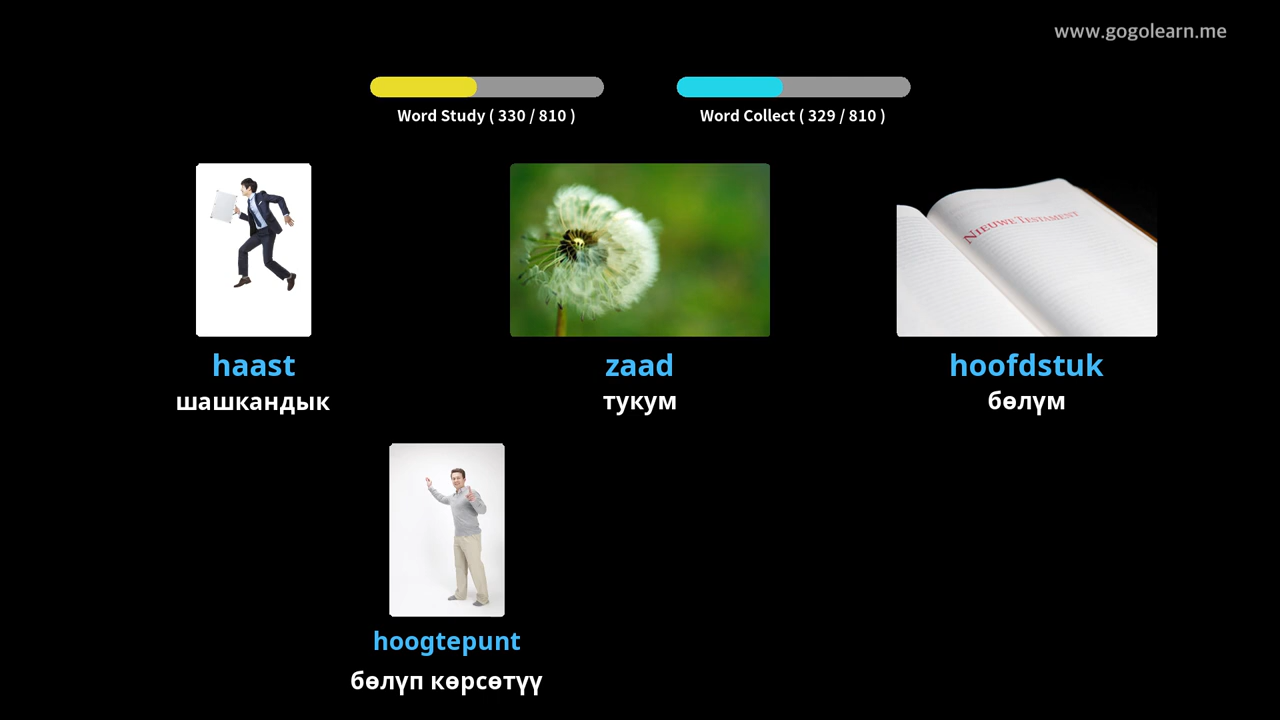 www.gogolearn.me
Word Study ( 330 / 810 )
Word Collect ( 329 / 810 )
NIEUWE TESTAMENT
haast
zaad
hoofdstuk
шашкандык
тукум
бөлүм
hoogtepunt
бөлүп көрсөтүү